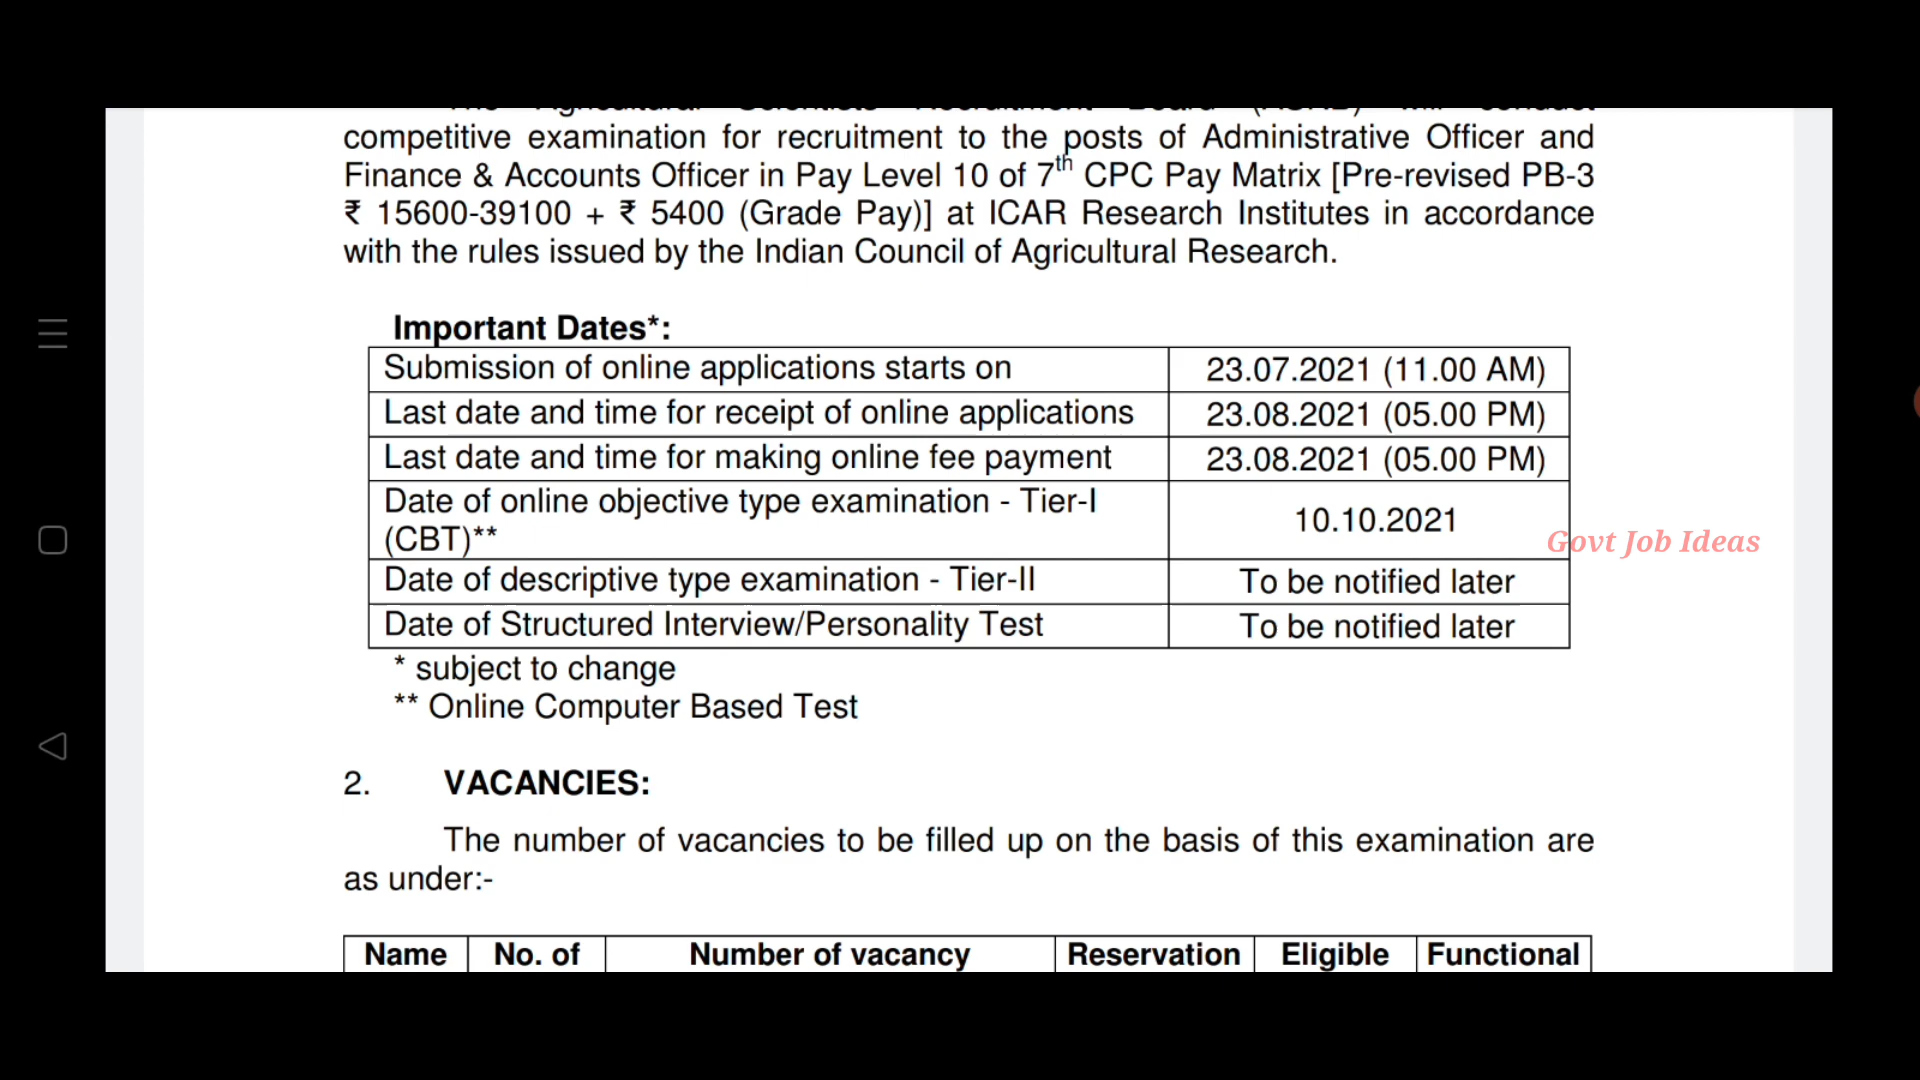 competitive examination for recruitment to the posts of Administrative Officer and
Finance & Accounts Officer in Pay Level 10 of 7th CPC Pay Matrix [Pre-revised PB-3
₹ 15600-39100 + ₹ 5400 (Grade Pay)] at ICAR Research Institutes in accordance
with the rules issued by the Indian Council of Agricultural Research.
Important Dates*:
Submission of online applications starts on 23.07.2021 (11.00 AM)
Last date and time for receipt of online applications 23.08.2021 (05.00 PM)
Last date and time for making online fee payment 23.08.2021 (05.00 PM)
Date of online objective type examination - Tier-I
(CBT)** 10.10.2021
Govt Job Ideas
Date of descriptive type examination - Tier-II To be notified later
Date of Structured Interview/Personality Test To be notified later
* subject to change
** Online Computer Based Test
2. VACANCIES:
The number of vacancies to be filled up on the basis of this examination are
as under:-
Name No. of Number of vacancy Reservation Eligible Functional